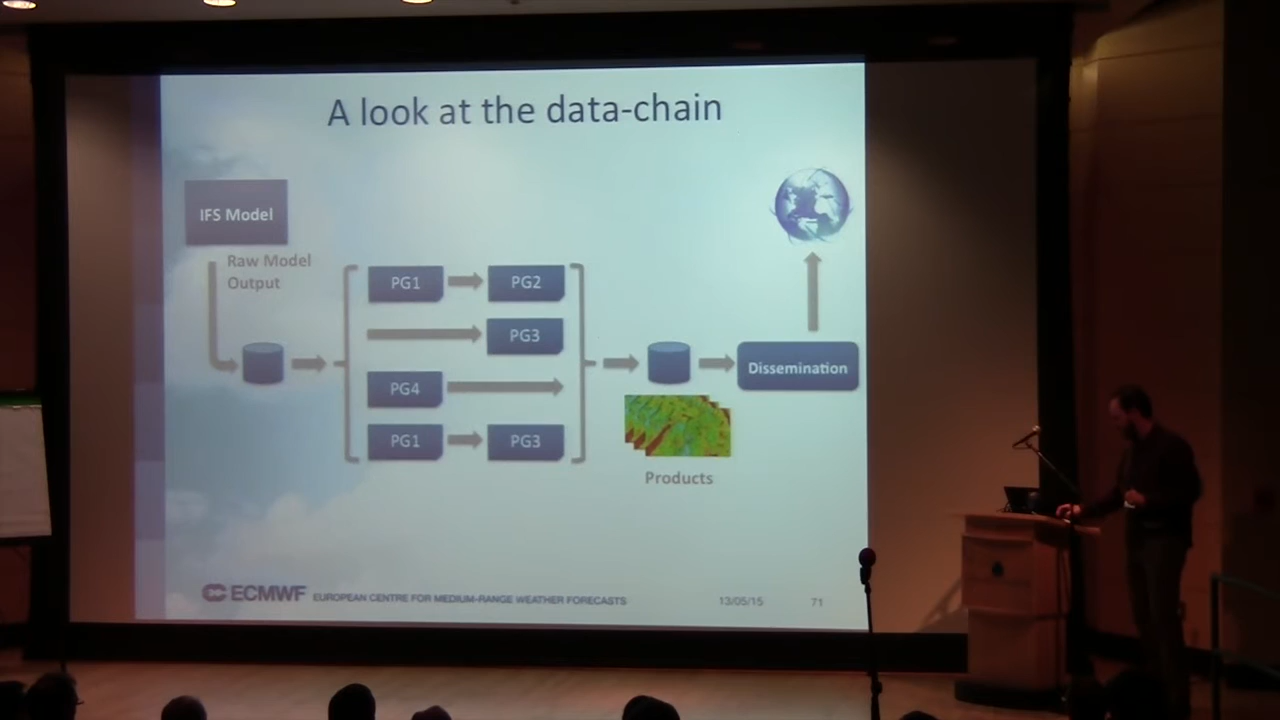 A look at the data-chain
IFS Model
Raw Model
Output
PG1
PG2
PG3
PG4
PG1
PG3
Dissemination
Products
ECMWF EUROPEAN CENTRE FOR MEDIUM-RANGE WEATHER FORECASTS
13/05/15
71